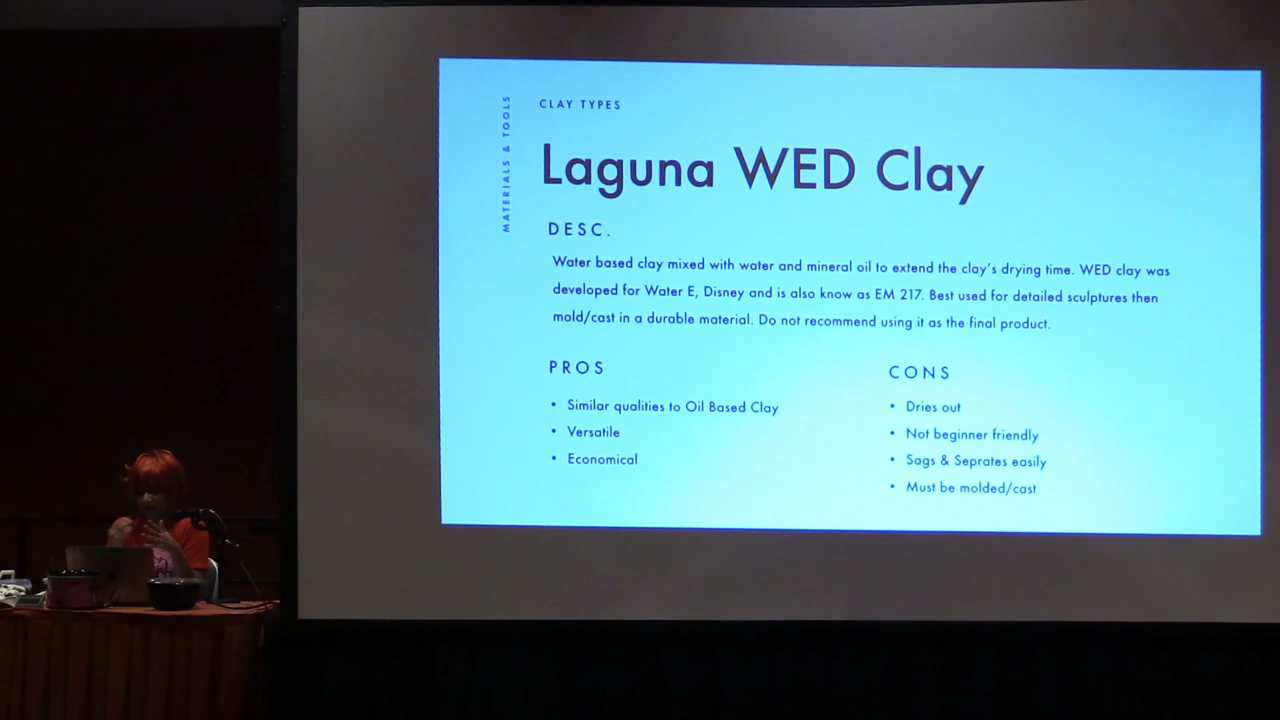 MATERIALS & TOOLS
CLAY TYPES
Laguna WED Clay
DESC.
Water based clay mixed with water and mineral oil to extend the clay's drying time. WED clay was
developed for Water E, Disney and is also know as EM 217. Best used for detailed sculptures then
mold/cast in a durable material. Do not recommend using it as the final product.
PROS
• Similar qualities to Oil Based Clay
• Versatile
• Economical
CONS
• Dries out
• Not beginner friendly
• Sags & Seprates easily
• Must be molded/cast